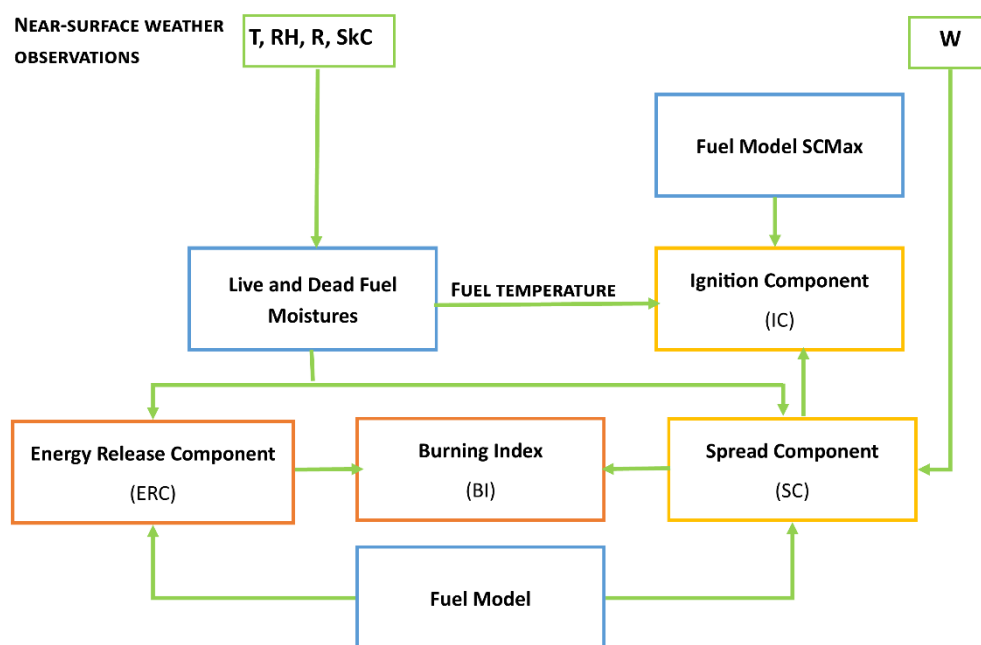 NEAR-SURFACE WEATHER
OBSERVATIONS
T, RH, R, SkC
W
Fuel Model SCMax
Live and Dead Fuel
Moistures
FUEL TEMPERATURE
Ignition Component
(IC)
Energy Release Component
(ERC)
Burning Index
(BI)
Spread Component
(SC)
Fuel Model